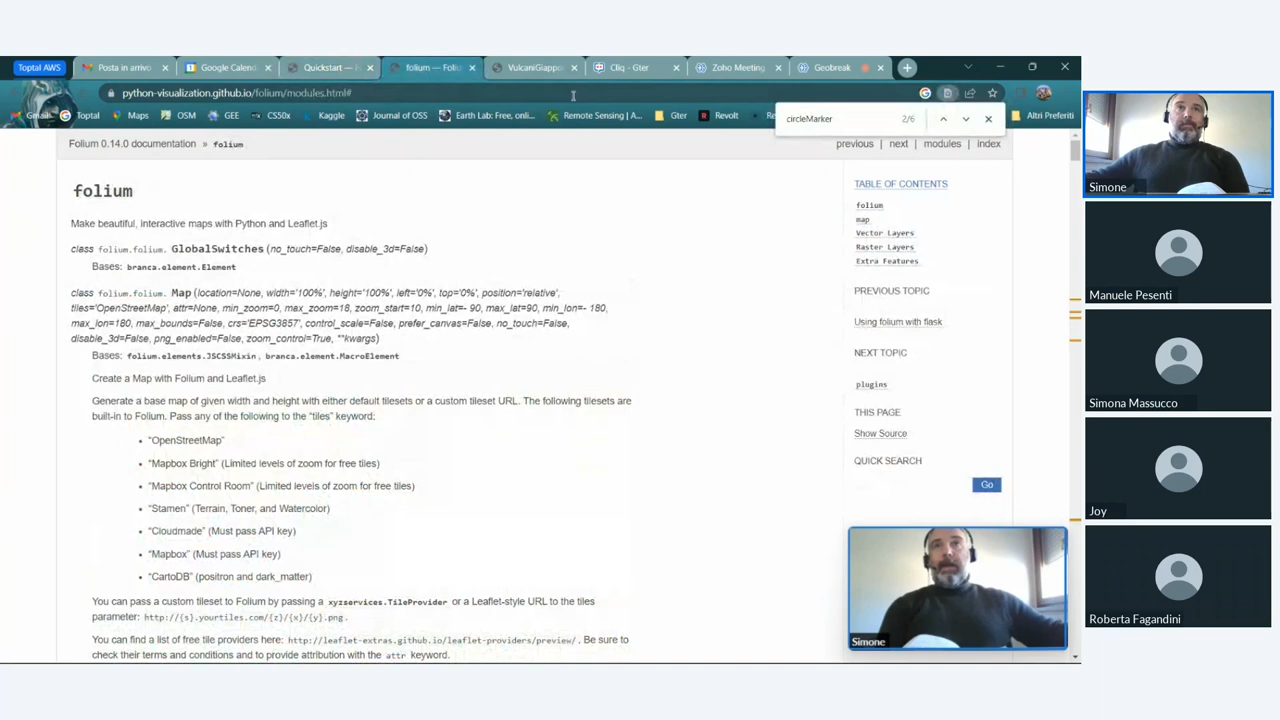 Toptal AWS
Posta in arrivo
Google Calend
Quickstart —
folium — Foliu
VulcaniGiappo
Cliq - Gter
Zoho Meeting
Geobreak
python-visualization.github.io/folium/modules.html#
Gmail
Toptal
Maps
OSM
GEE
CS50x
Kaggle
Journal of OSS
Earth Lab: Free, onli...
Remote Sensing | A...
Gter
Revolt
Altri Preferiti
circleMarker
2/6
Folium 0.14.0 documentation » folium
previous | next | modules | index
folium
Make beautiful, interactive maps with Python and Leaflet.js
class folium.folium. GlobalSwitches (no_touch=False, disable_3d=False)
Bases: branca.element.Element
class folium.folium. Map (location=None, width='100%', height='100%', left='0%', top='0%', position='relative',
tiles='OpenStreetMap', attr=None, min_zoom=0, max_zoom=18, zoom_start=10, min_lat=- 90, max_lat=90, min_lon=- 180,
max_lon=180, max_bounds=False, crs='EPSG3857', control_scale=False, prefer_canvas=False, no_touch=False,
disable_3d=False, png_enabled=False, zoom_control=True, **kwargs)
Bases: folium.elements.JSCSSMixin, branca.element.MacroElement
Create a Map with Folium and Leaflet.js
Generate a base map of given width and height with either default tilesets or a custom tileset URL. The following tilesets are
built-in to Folium. Pass any of the following to the “tiles” keyword:
• “OpenStreetMap”
• “Mapbox Bright” (Limited levels of zoom for free tiles)
• “Mapbox Control Room” (Limited levels of zoom for free tiles)
• “Stamen” (Terrain, Toner, and Watercolor)
• “Cloudmade” (Must pass API key)
• “Mapbox” (Must pass API key)
• “CartoDB” (positron and dark_matter)
You can pass a custom tileset to Folium by passing a xyzservices.TileProvider or a Leaflet-style URL to the tiles
parameter: http://{s}.yourtiles.com/{z}/{x}/{y}.png.
You can find a list of free tile providers here: http://leaflet-extras.github.io/leaflet-providers/preview/. Be sure to
check their terms and conditions and to provide attribution with the attr keyword.
TABLE OF CONTENTS
folium
map
Vector Layers
Raster Layers
Extra Features
PREVIOUS TOPIC
Using folium with flask
NEXT TOPIC
plugins
THIS PAGE
Show Source
QUICK SEARCH
Go
Simone
Simone
Manuele Pesenti
Simona Massucco
Joy
Roberta Fagandini